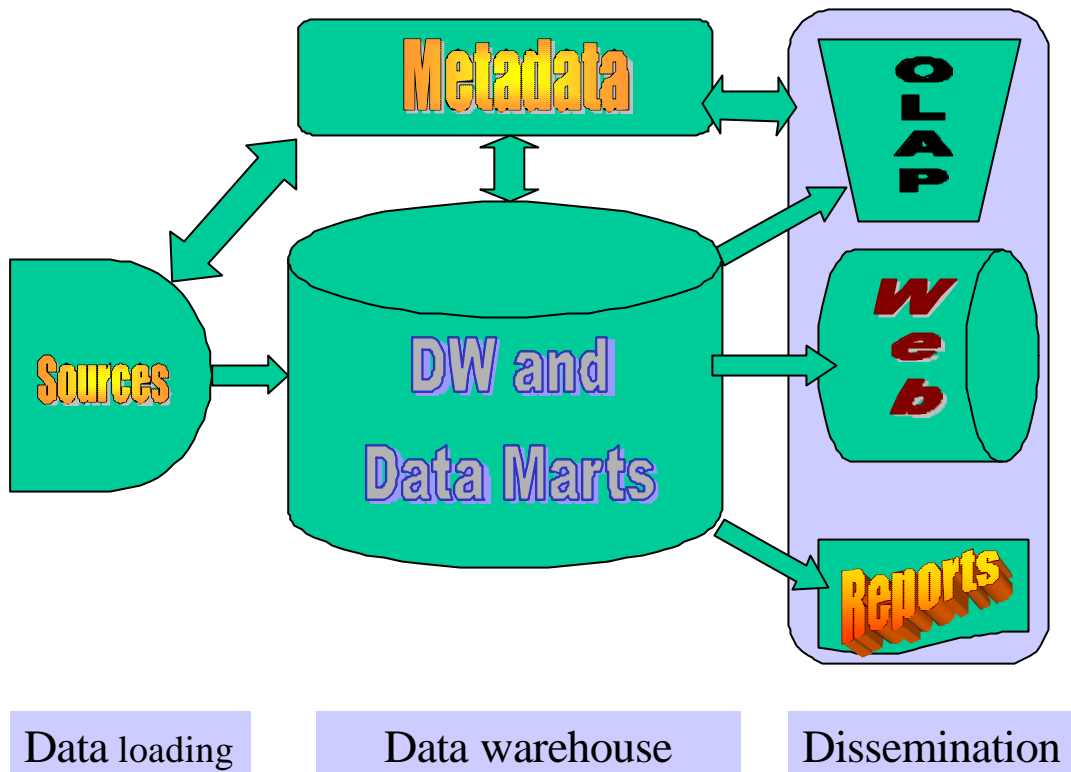 Metadata
OLAP
Sources
DW and
Data Marts
Web
Reports
Data loading
Data warehouse
Dissemination